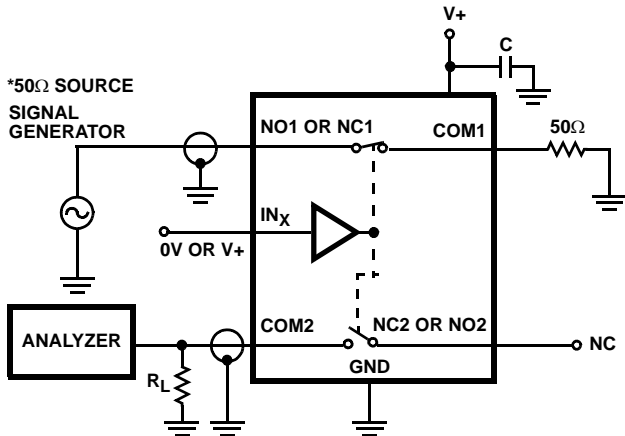 V+
C
*50Ω SOURCE
SIGNAL
GENERATOR
NO1 OR NC1
COM1
50Ω
INX
0V OR V+
COM2
NC2 OR NO2
ANALYZER
NC
GND
RL